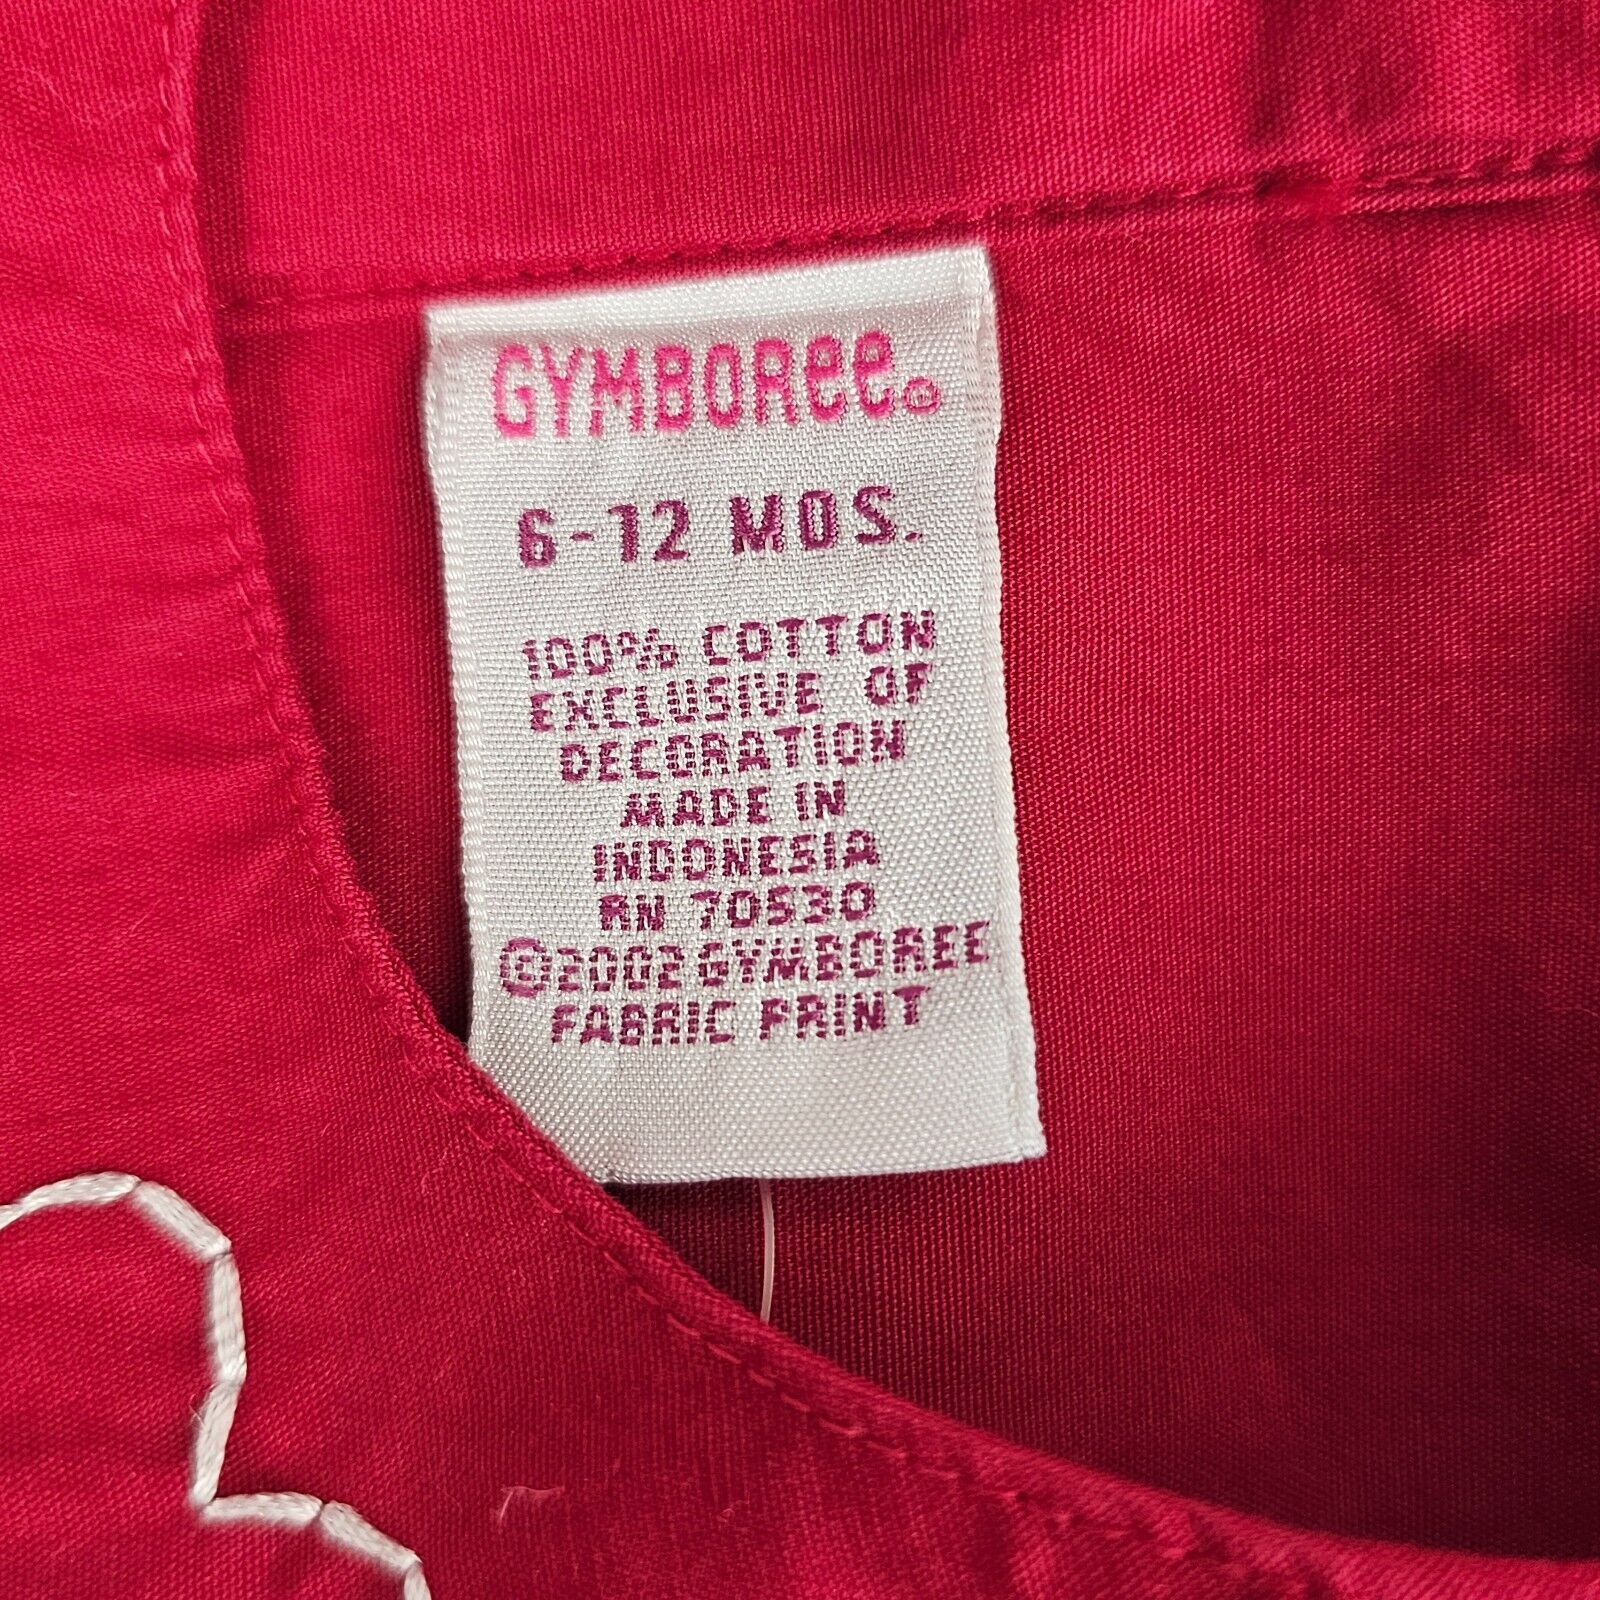 GYMBORee®
6-12 MOS.
100% COTTON
EXCLUSIVE OF
DECORATION
MADE IN
INDONESIA
RN 70530
©2002 GYMBOREE
FABRIC PRINT